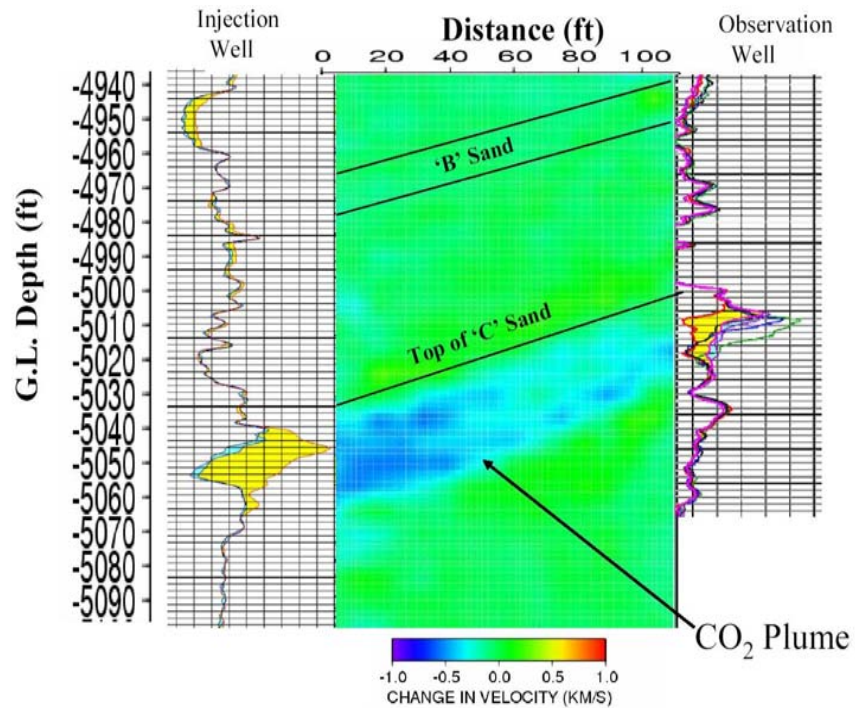 Injection
Well
Distance (ft)
Observation
Well
0 20 40 60 80 100
G.L. Depth (ft)
-4940
-4950
-4960
-4970
-4980
-4990
-5000
-5010
-5020
-5030
-5040
-5050
-5060
-5070
-5080
-5090
'B' Sand
Top of 'C' Sand
CO₂ Plume
-1.0 -0.5 0.0 0.5 1.0
CHANGE IN VELOCITY (KM/S)